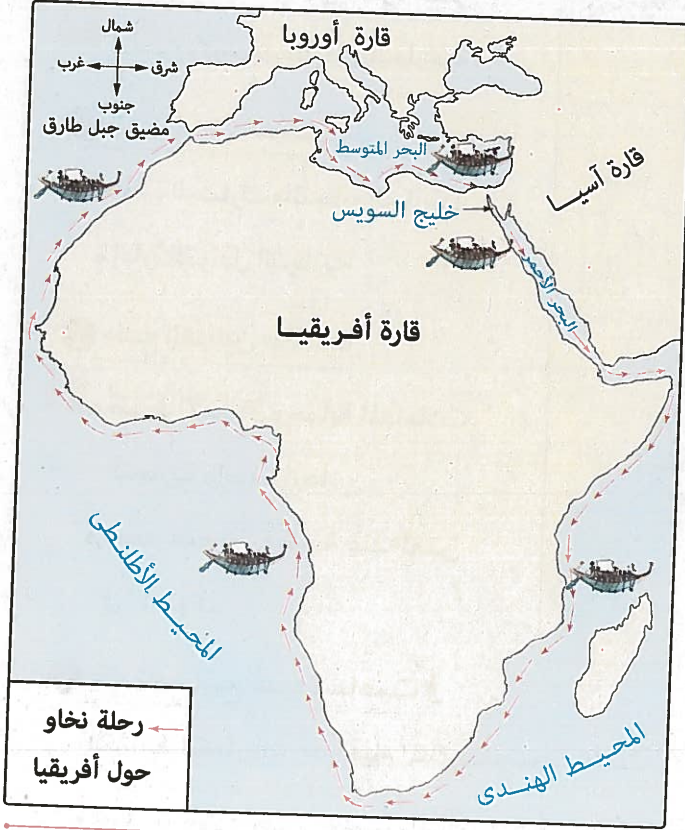 شمال
شرق
غرب
جنوب
قارة أوروبا
مضيق جبل طارق
البحر المتوسط
قارة آسيا
خليج السويس
البحر الأحمر
قارة أفريقيا
المحيط الأطلنطى
المحيط الهندى
رحلة نخاو
حول أفريقيا